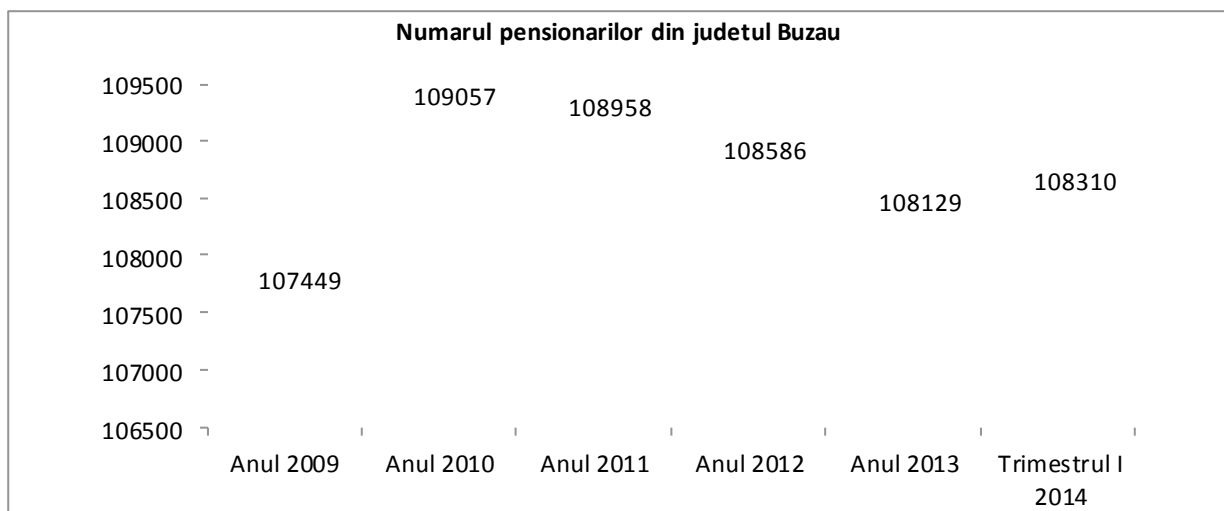 Numarul pensionarilor din judetul Buzau
109500
109000
108500
108000
107500
107000
106500
107449
109057
108958
108586
108129
108310
Anul 2009
Anul 2010
Anul 2011
Anul 2012
Anul 2013
Trimestrul I
2014